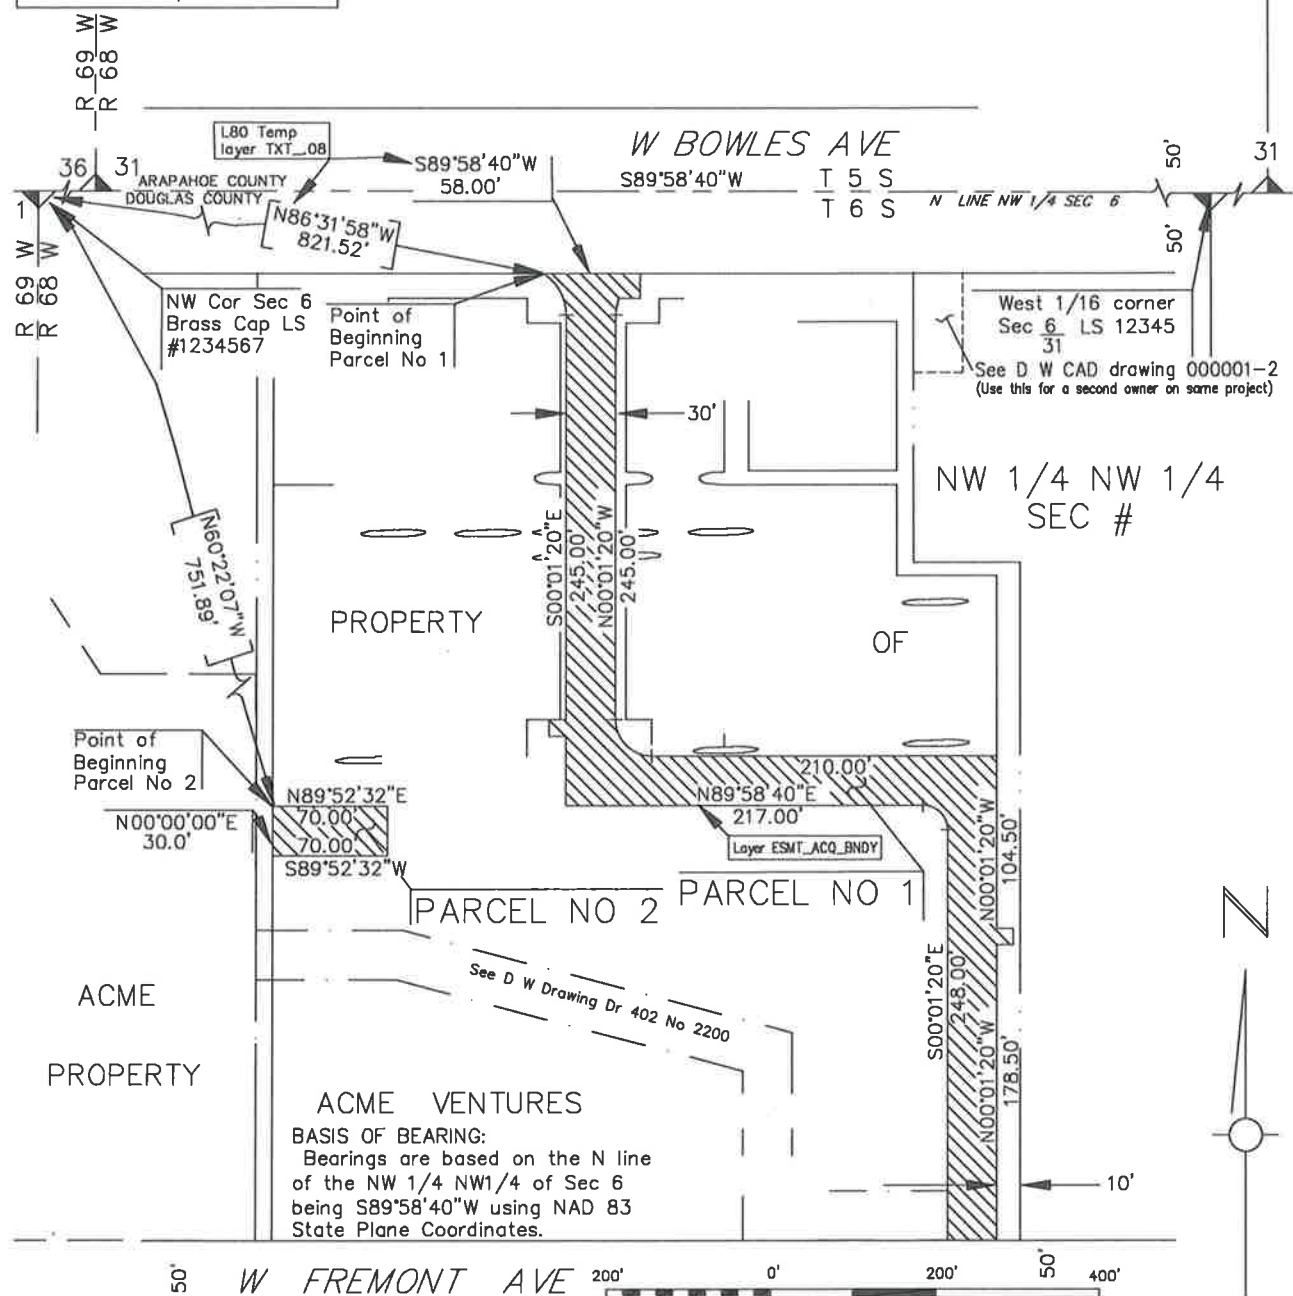 R 69 W
R 68 W
L80 Temp
layer TXT__08
S89°58'40"W
58.00'
W BOWLES AVE
S89°58'40"W
T 5 S
T 6 S
N LINE NW 1/4 SEC 6
50'
50'
31
36
31
ARAPAHOE COUNTY
DOUGLAS COUNTY
1
N86°31'58"W
821.52'
R 69 W
R 68 W
NW Cor Sec 6
Brass Cap LS
#1234567
Point of
Beginning
Parcel No 1
West 1/16 corner
Sec 6/31 LS 12345
See D W CAD drawing 000001-2
(Use this for a second owner on same project)
30'
NW 1/4 NW 1/4
SEC #
N60°22'07"W
751.89'
S00°01'20"E
245.00'
N00°01'20"W
245.00'
PROPERTY
OF
Point of
Beginning
Parcel No 2
N89°52'32"E
70.00'
70.00'
S89°52'32"W
N00°00'00"E
30.0'
210.00'
N89°58'40"E
217.00'
Layer ESMT_ACQ_BNDY
N00°01'20"W
104.50'
PARCEL NO 2
PARCEL NO 1
N
See D W Drawing Dr 402 No 2200
S00°01'20"E
248.00'
N00°01'20"W
178.50'
ACME
PROPERTY
ACME VENTURES
BASIS OF BEARING:
Bearings are based on the N line
of the NW 1/4 NW1/4 of Sec 6
being S89°58'40"W using NAD 83
State Plane Coordinates.
10'
50'
W FREMONT AVE
200'
0'
200'
50'
400'